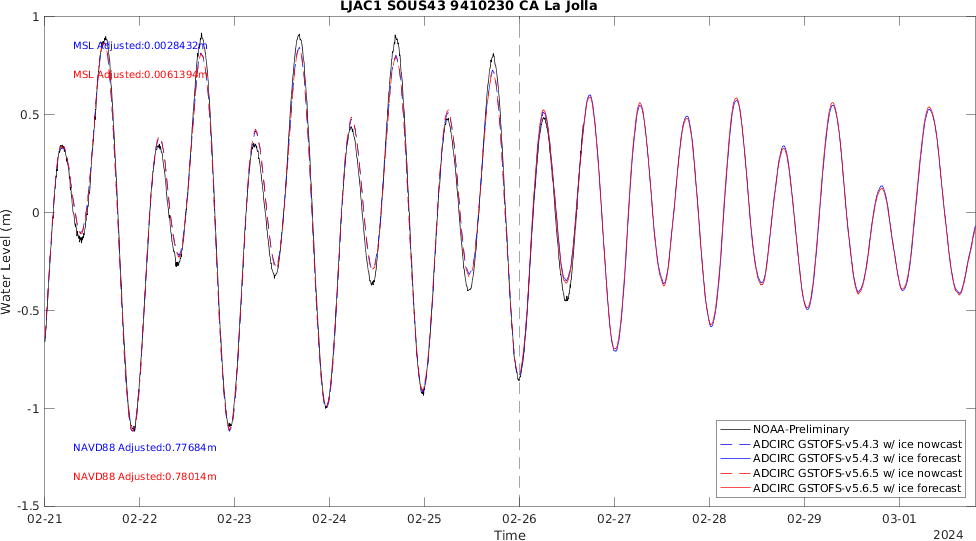 LJAC1 SOUS43 9410230 CA La Jolla
1
MSL Adjusted:0.0028432m
MSL Adjusted:0.0061394m
0.5
0
Water Level (m)
-0.5
-1
NAVD88 Adjusted:0.77684m
NAVD88 Adjusted:0.78014m
-1.5
NOAA-Preliminary
ADCIRC GSTOFS-v5.4.3 w/ ice nowcast
ADCIRC GSTOFS-v5.4.3 w/ ice forecast
ADCIRC GSTOFS-v5.6.5 w/ ice nowcast
ADCIRC GSTOFS-v5.6.5 w/ ice forecast
02-21 02-22 02-23 02-24 02-25 02-26 02-27 02-28 02-29 03-01
Time
2024